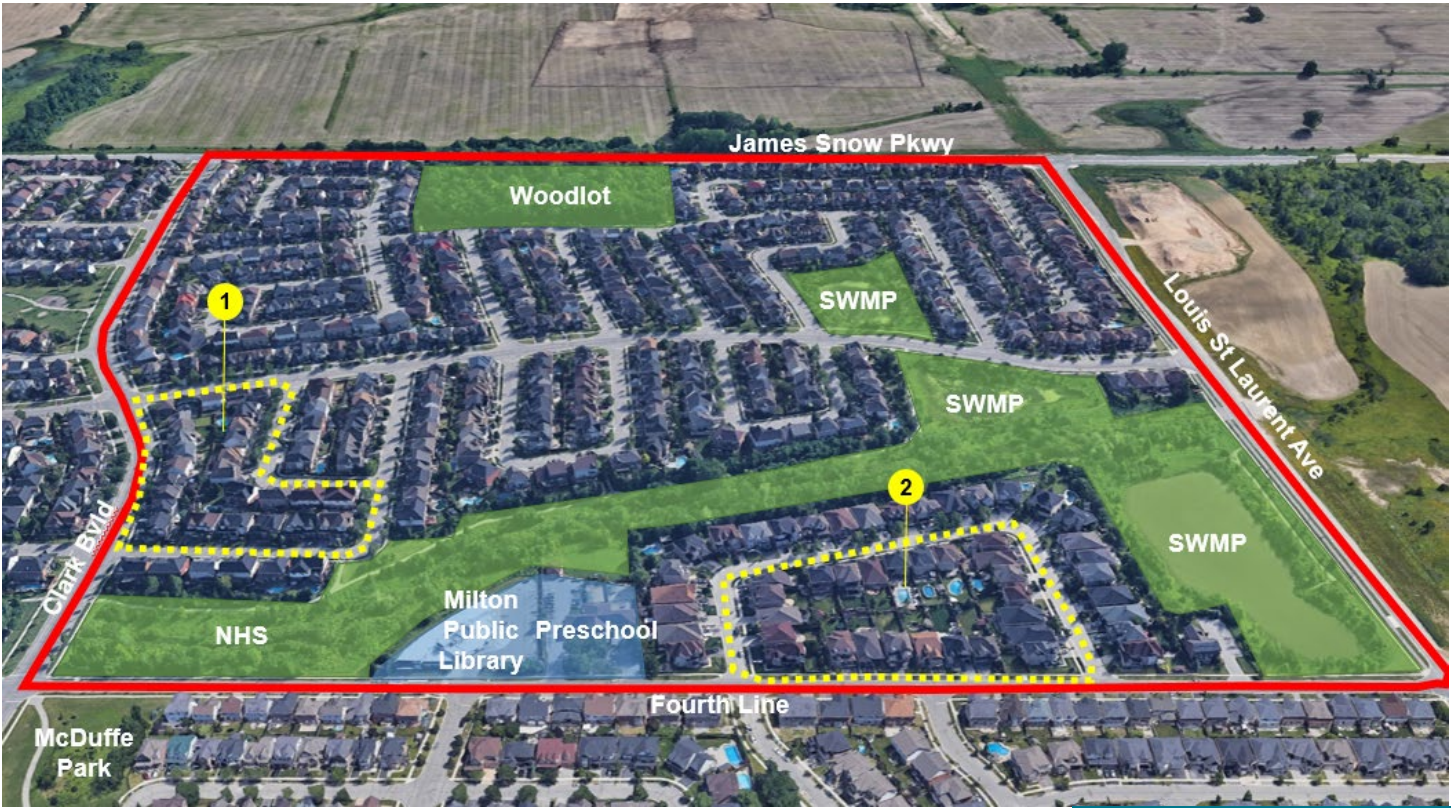 James Snow Pkwy
Woodlot
1
SWMP
Louis St Laurent Ave
SWMP
2
SWMP
Clark Bvld
NHS
Milton
Public
Library
Preschool
Fourth Line
McDuffe
Park